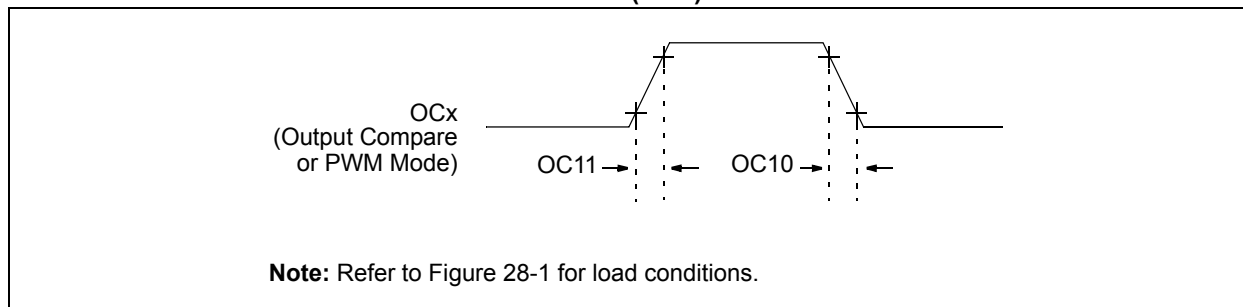 OCx
(Output Compare
or PWM Mode)
OC11
OC10
Note: Refer to Figure 28-1 for load conditions.